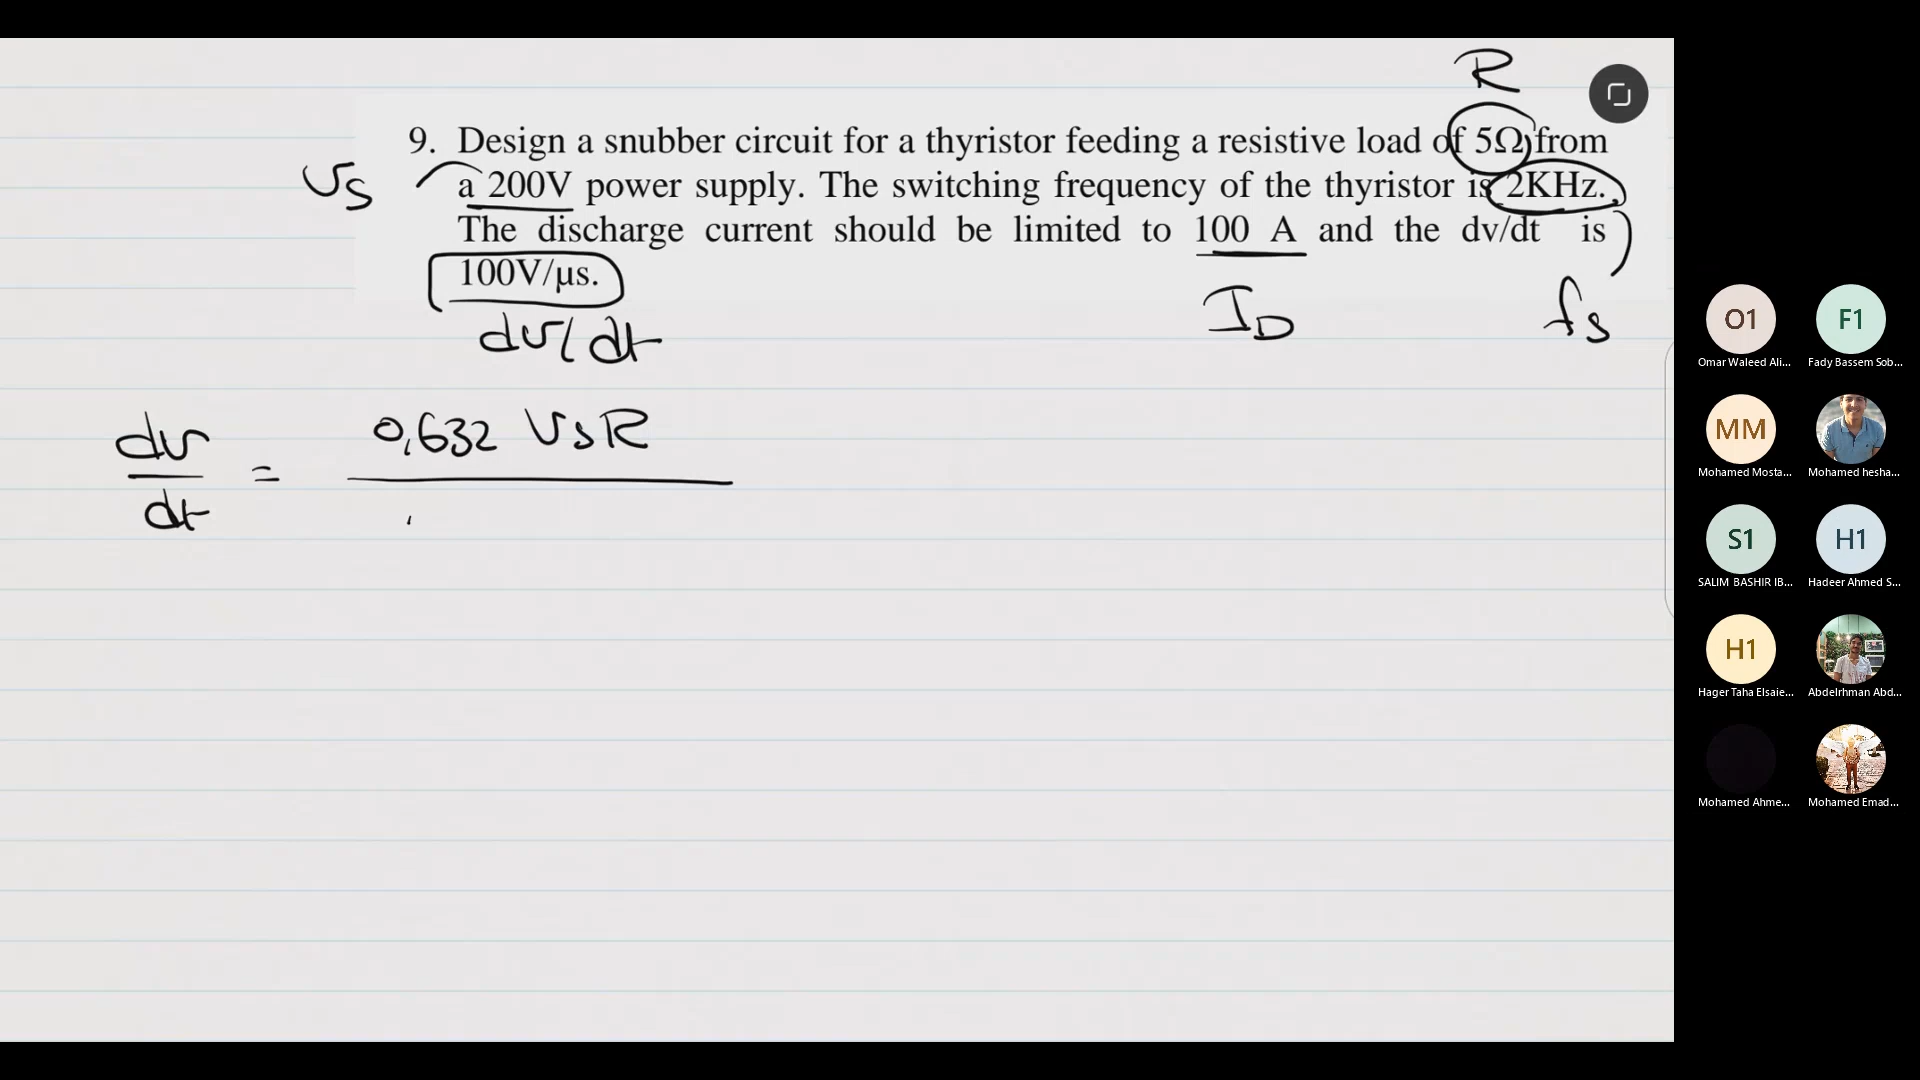 R
9. Design a snubber circuit for a thyristor feeding a resistive load of 5Ω from
Vs
a 200V power supply. The switching frequency of the thyristor is 2KHz.
The discharge current should be limited to 100 A and the dv/dt is
100V/µs.
dv/dt
I_D
fs
dv/dt = 0,632 Vs R
O1
F1
Omar Waleed Ali...
Fady Bassem Sob...
MM
Mohamed Mosta...
Mohamed hesha...
S1
H1
SALIM BASHIR IB...
Hadeer Ahmed S...
H1
Hager Taha Elsaie...
Abdelrhman Abd...
Mohamed Ahme...
Mohamed Emad...